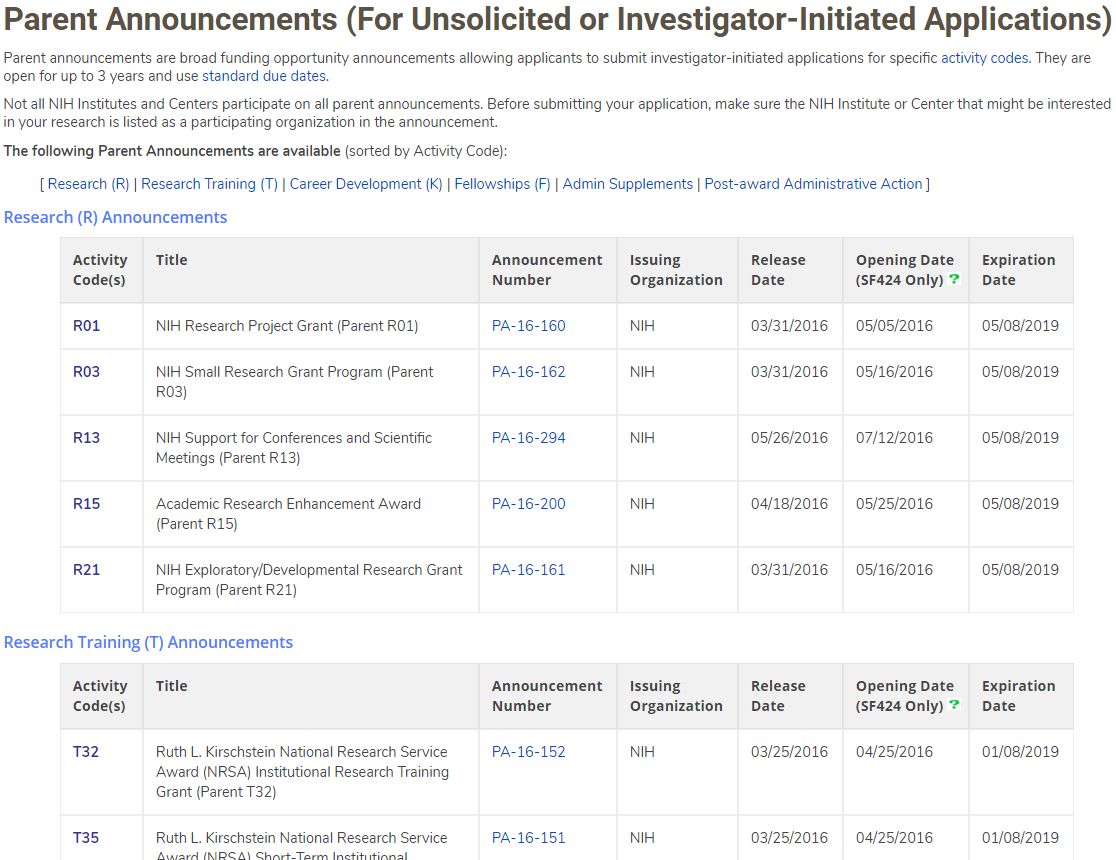 Parent Announcements (For Unsolicited or Investigator-Initiated Applications)
Parent announcements are broad funding opportunity announcements allowing applicants to submit investigator-initiated applications for specific activity codes. They are
open for up to 3 years and use standard due dates.
Not all NIH Institutes and Centers participate on all parent announcements. Before submitting your application, make sure the NIH Institute or Center that might be interested
in your research is listed as a participating organization in the announcement.
The following Parent Announcements are available (sorted by Activity Code):
[ Research (R) | Research Training (T) | Career Development (K) | Fellowships (F) | Admin Supplements | Post-award Administrative Action ]
Research (R) Announcements
Activity Title Announcement Issuing Release Opening Date Expiration
Code(s) Number Organization Date (SF424 Only) ? Date
R01 NIH Research Project Grant (Parent R01) PA-16-160 NIH 03/31/2016 05/05/2016 05/08/2019
R03 NIH Small Research Grant Program (Parent PA-16-162 NIH 03/31/2016 05/16/2016 05/08/2019
R03)
R13 NIH Support for Conferences and Scientific PA-16-294 NIH 05/26/2016 07/12/2016 05/08/2019
Meetings (Parent R13)
R15 Academic Research Enhancement Award PA-16-200 NIH 04/18/2016 05/25/2016 05/08/2019
(Parent R15)
R21 NIH Exploratory/Developmental Research Grant PA-16-161 NIH 03/31/2016 05/16/2016 05/08/2019
Program (Parent R21)
Research Training (T) Announcements
Activity Title Announcement Issuing Release Opening Date Expiration
Code(s) Number Organization Date (SF424 Only) ? Date
T32 Ruth L. Kirschstein National Research Service PA-16-152 NIH 03/25/2016 04/25/2016 01/08/2019
Award (NRSA) Institutional Research Training
Grant (Parent T32)
T35 Ruth L. Kirschstein National Research Service PA-16-151 NIH 03/25/2016 04/25/2016 01/08/2019
Award (NRSA) Short-Term Institutional